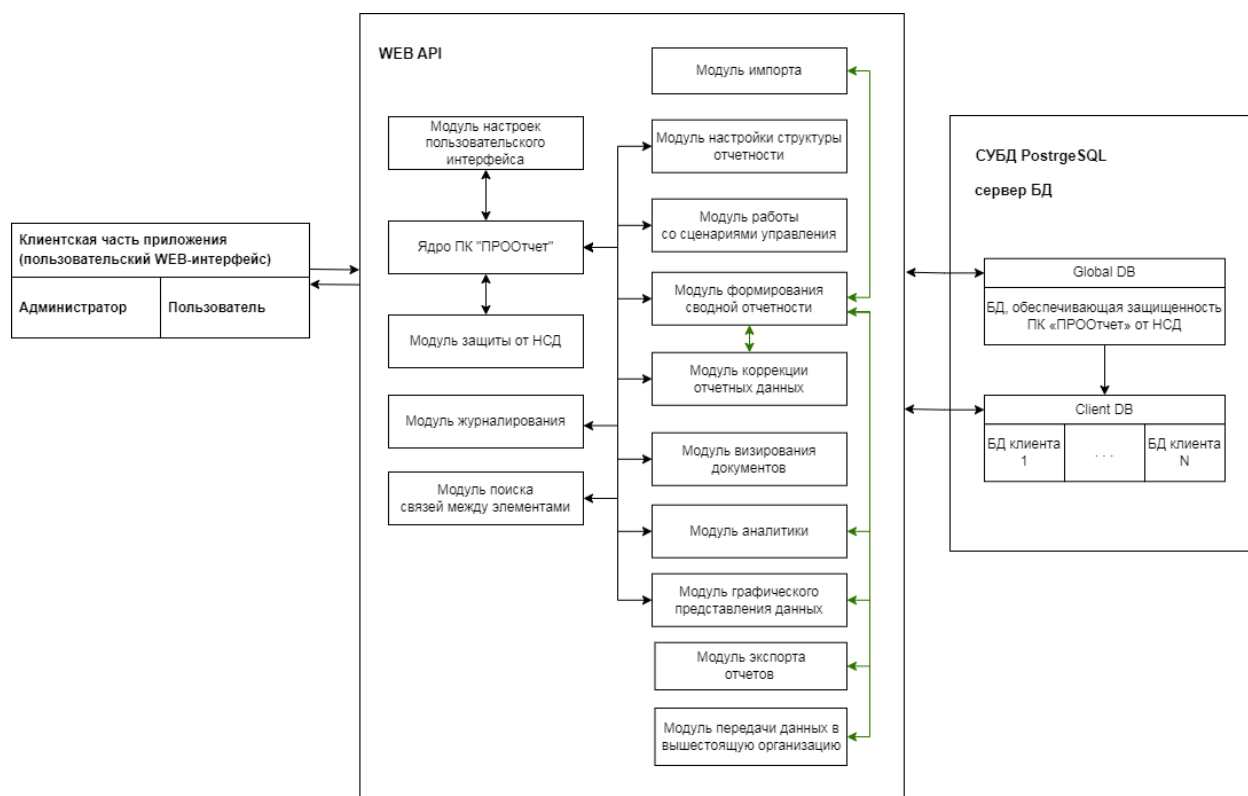 WEB API
Модуль импорта
Модуль настроек
пользовательского
интерфейса
Модуль настройки структуры
отчетности
СУБД PostrgeSQL
сервер БД
Клиентская часть приложения
(пользовательский WEB-интерфейс)
Администратор
Пользователь
Ядро ПК "ПРООтчет"
Модуль работы
со сценариями управления
Модуль формирования
сводной отчетности
Global DB
БД, обеспечивающая защищенность
ПК «ПРООтчет» от НСД
Модуль защиты от НСД
Модуль коррекции
отчетных данных
Модуль журналирования
Client DB
БД клиента
1
. . .
БД клиента
N
Модуль визирования
документов
Модуль поиска
связей между элементами
Модуль аналитики
Модуль графического
представления данных
Модуль экспорта
отчетов
Модуль передачи данных в
вышестоящую организацию